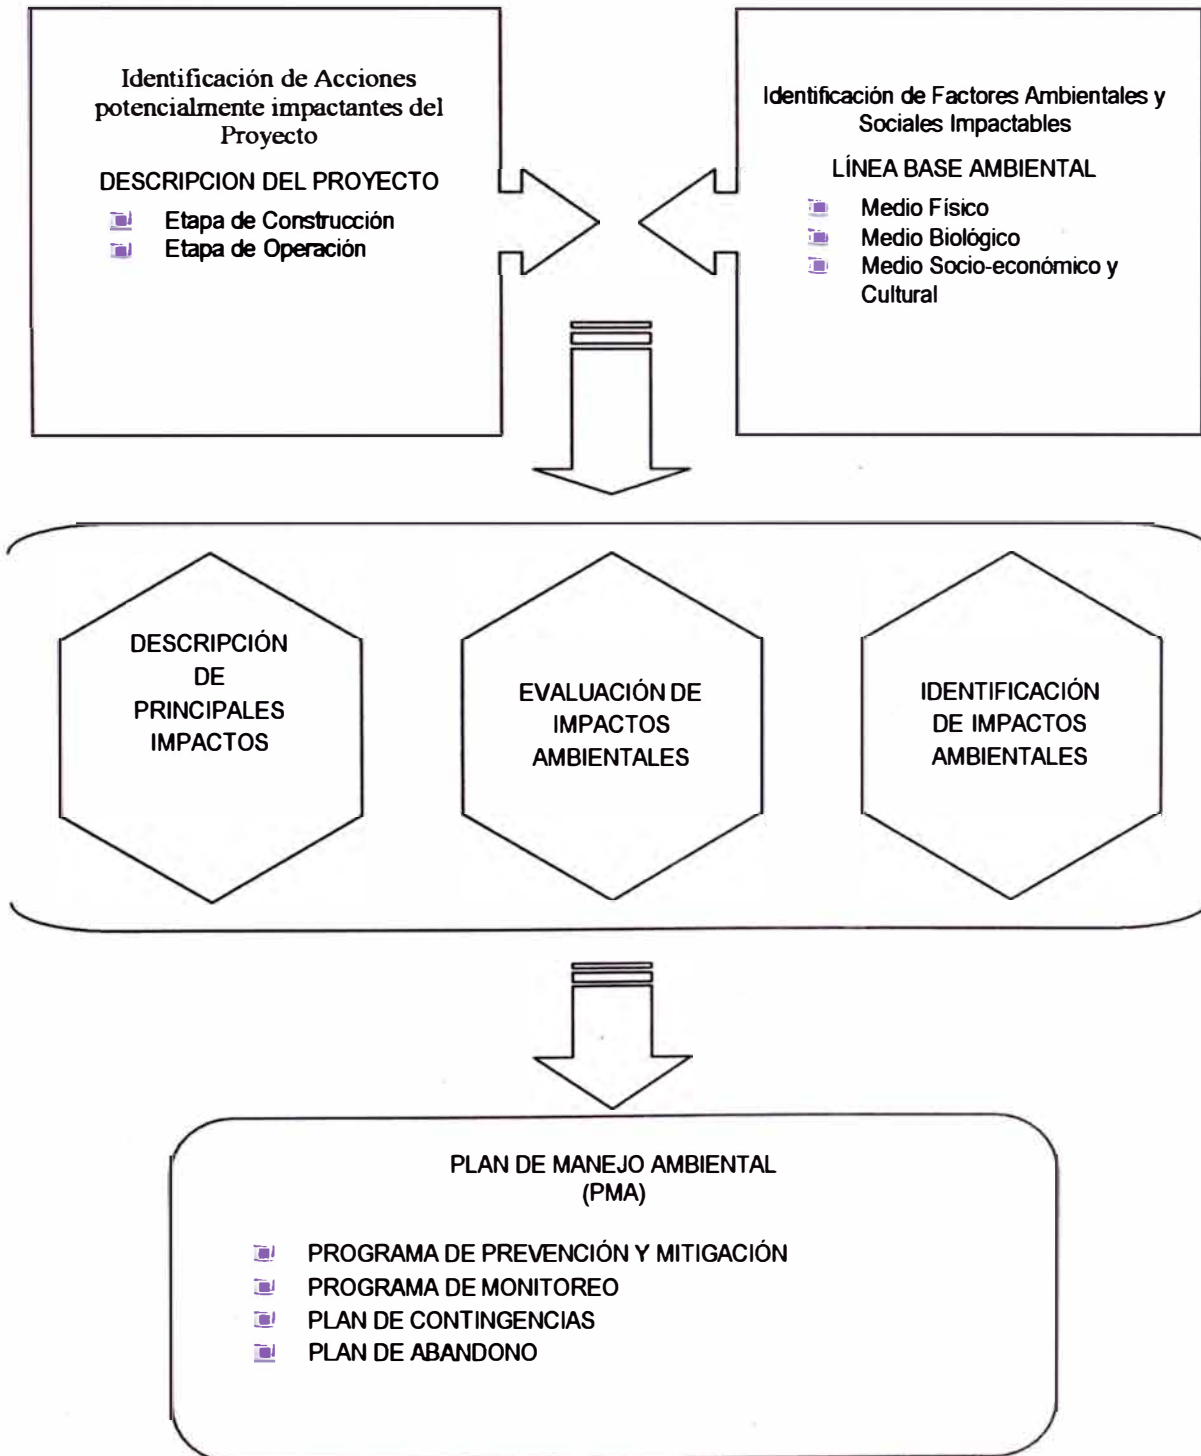 Identificación de Acciones
potencialmente impactantes del
Proyecto
DESCRIPCION DEL PROYECTO
Etapa de Construcción
Etapa de Operación
Identificación de Factores Ambientales y
Sociales Impactables
LÍNEA BASE AMBIENTAL
Medio Físico
Medio Biológico
Medio Socio-económico y
Cultural
DESCRIPCIÓN
DE
PRINCIPALES
IMPACTOS
EVALUACIÓN DE
IMPACTOS
AMBIENTALES
IDENTIFICACIÓN
DE IMPACTOS
AMBIENTALES
PLAN DE MANEJO AMBIENTAL
(PMA)
PROGRAMA DE PREVENCIÓN Y MITIGACIÓN
PROGRAMA DE MONITOREO
PLAN DE CONTINGENCIAS
PLAN DE ABANDONO